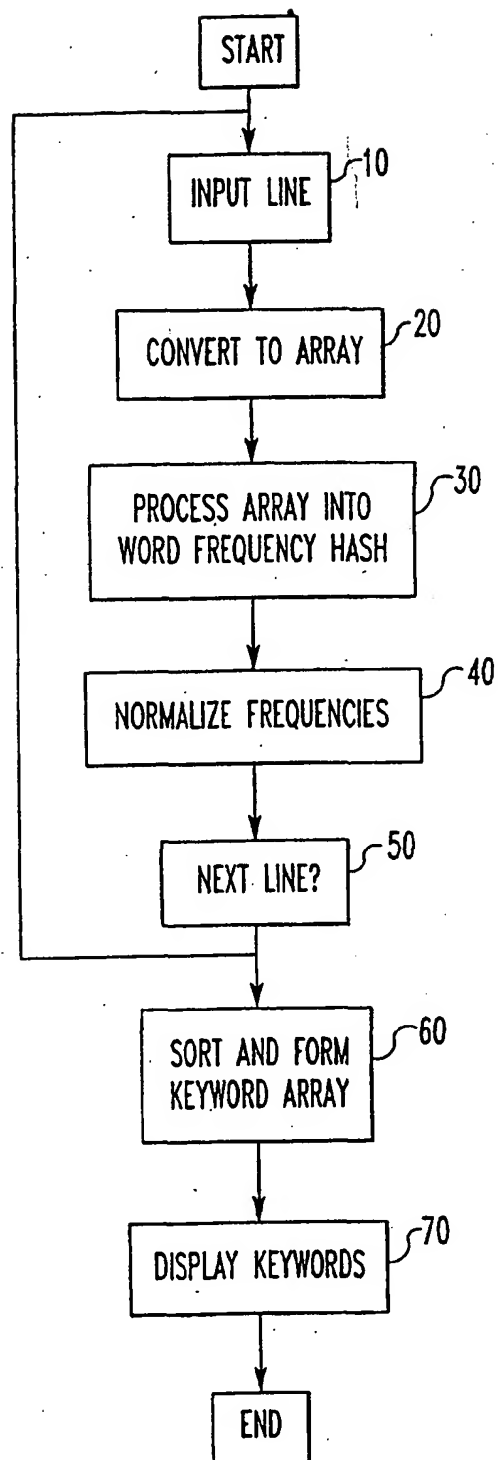 START
INPUT LINE
10
CONVERT TO ARRAY
20
PROCESS ARRAY INTO
WORD FREQUENCY HASH
30
NORMALIZE FREQUENCIES
40
NEXT LINE?
50
SORT AND FORM
KEYWORD ARRAY
60
DISPLAY KEYWORDS
70
END